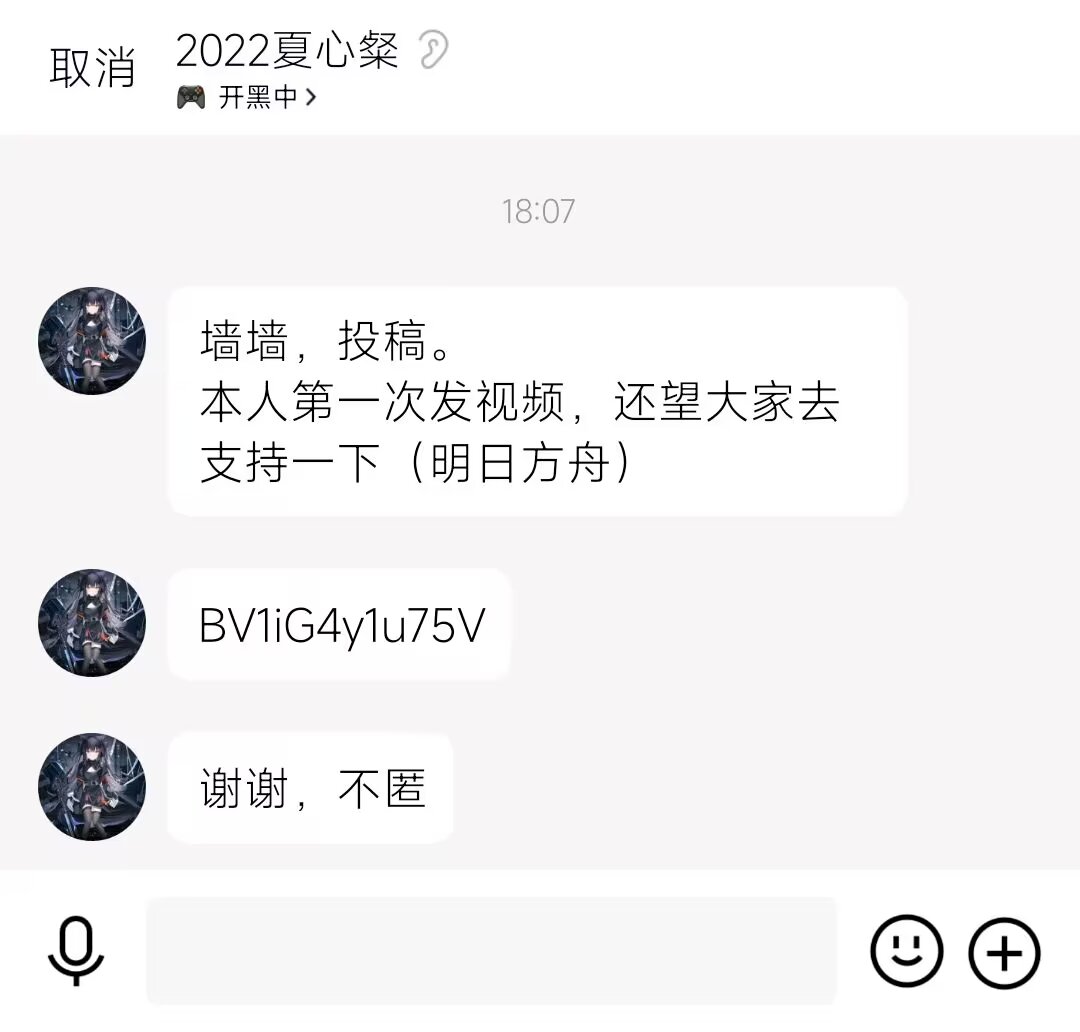 取消
2022夏心粲
开黑中
18:07
墙墙，投稿。
本人第一次发视频，还望大家去
支持一下（明日方舟）
BV1iG4y1u75V
谢谢，不匿